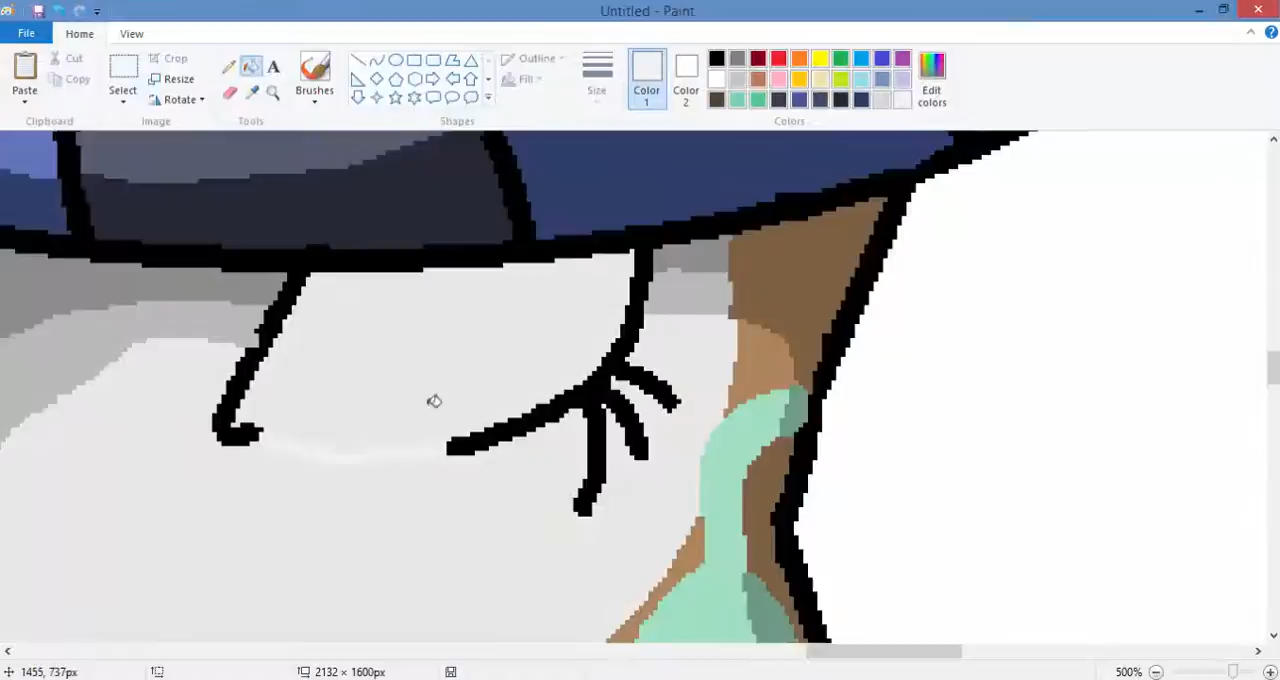 Untitled - Paint
File Home View
Paste
Cut
Copy
Clipboard
Select
Crop
Resize
Rotate
Image
A
Tools
Brushes
Outline
Fill
Shapes
Size
Color 1
Color 2
Edit colors
Colors
1455, 737px
2132 × 1600px
500%